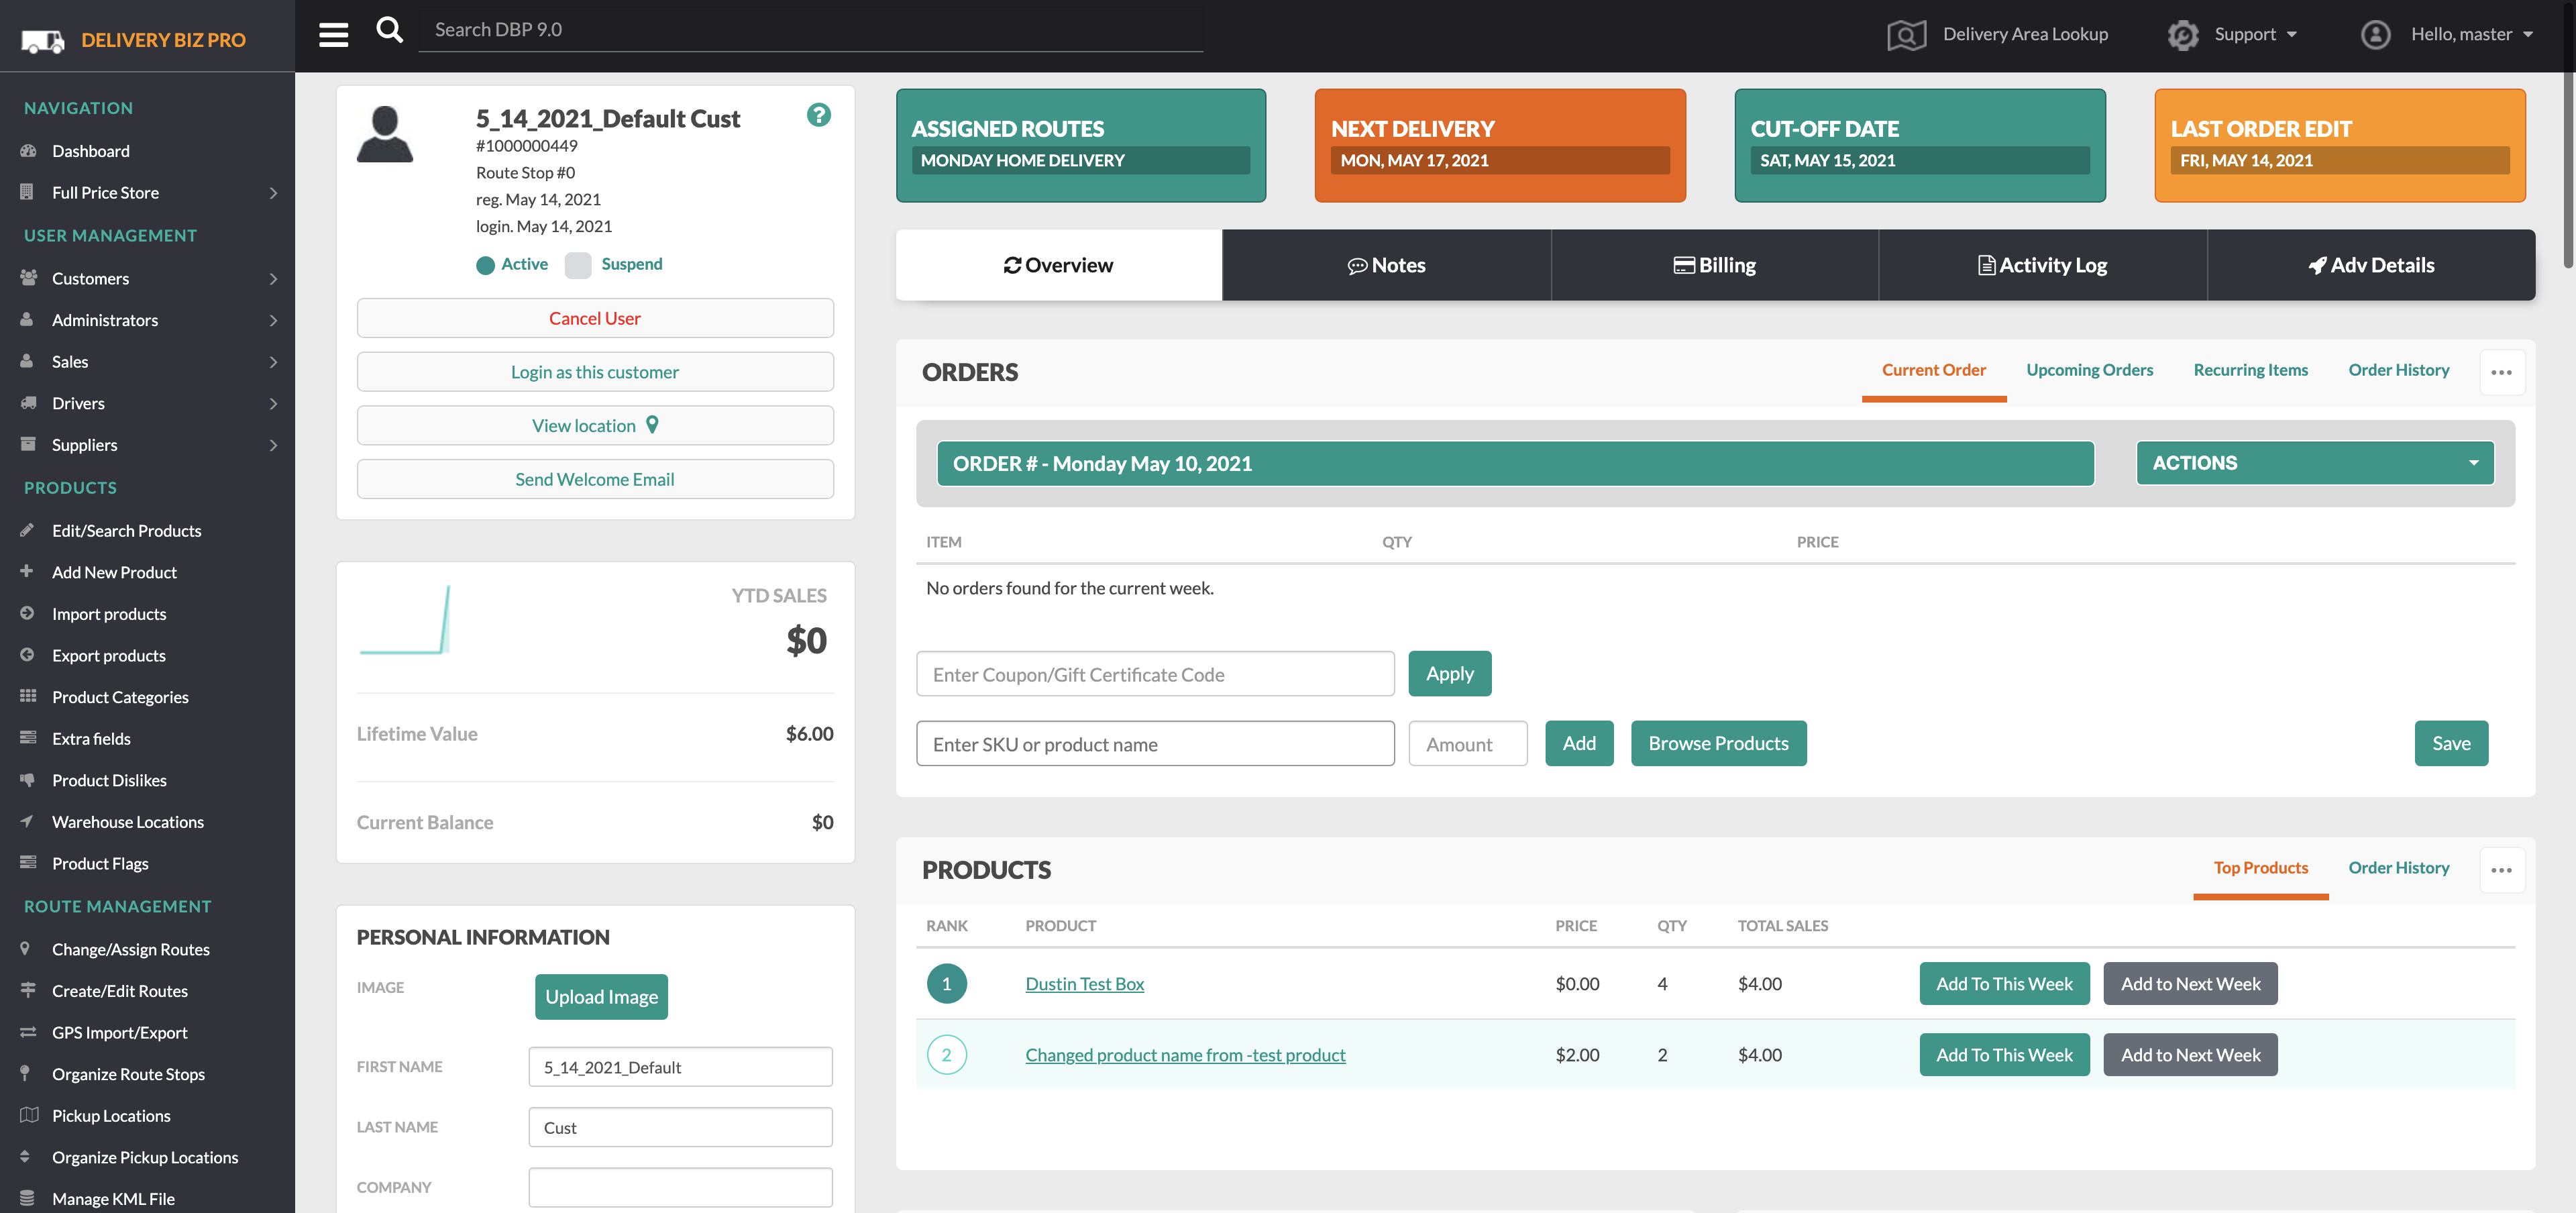 DELIVERY BIZ PRO
Search DBP 9.0
Delivery Area Lookup
Support
Hello, master
NAVIGATION
Dashboard
Full Price Store
USER MANAGEMENT
Customers
Administrators
Sales
Drivers
Suppliers
PRODUCTS
Edit/Search Products
Add New Product
Import products
Export products
Product Categories
Extra fields
Product Dislikes
Warehouse Locations
Product Flags
ROUTE MANAGEMENT
Change/Assign Routes
Create/Edit Routes
GPS Import/Export
Organize Route Stops
Pickup Locations
Organize Pickup Locations
Manage KML File
5_14_2021_Default Cust
?
#1000000449
Route Stop #0
reg. May 14, 2021
login. May 14, 2021
Active Suspend
Cancel User
Login as this customer
View location
Send Welcome Email
YTD SALES
$0
Lifetime Value $6.00
Current Balance $0
PERSONAL INFORMATION
IMAGE Upload Image
FIRST NAME 5_14_2021_Default
LAST NAME Cust
COMPANY
ASSIGNED ROUTES
MONDAY HOME DELIVERY
NEXT DELIVERY
MON, MAY 17, 2021
CUT-OFF DATE
SAT, MAY 15, 2021
LAST ORDER EDIT
FRI, MAY 14, 2021
Overview Notes Billing Activity Log Adv Details
ORDERS Current Order Upcoming Orders Recurring Items Order History ...
ORDER # - Monday May 10, 2021 ACTIONS
ITEM QTY PRICE
No orders found for the current week.
Enter Coupon/Gift Certificate Code Apply
Enter SKU or product name Amount Add Browse Products Save
PRODUCTS Top Products Order History ...
RANK PRODUCT PRICE QTY TOTAL SALES
1 Dustin Test Box $0.00 4 $4.00 Add To This Week Add to Next Week
2 Changed product name from -test product $2.00 2 $4.00 Add To This Week Add to Next Week